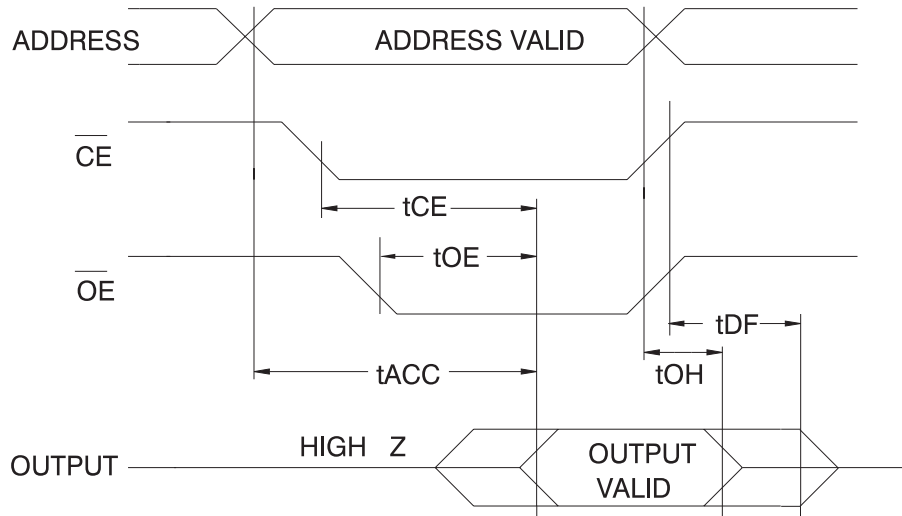 ADDRESS
ADDRESS VALID
CE
tCE
tOE
OE
tDF
tOH
tACC
HIGH Z
OUTPUT
OUTPUT
VALID